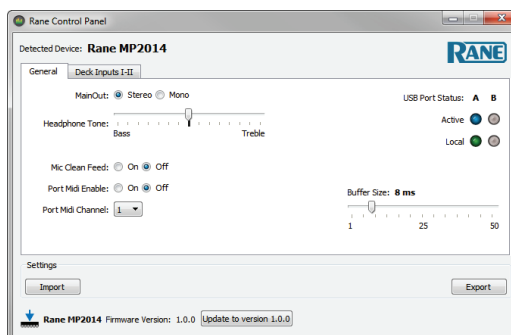 Rane Control Panel
Detected Device: Rane MP2014
RANE
General
Deck Inputs I-II
MainOut: Stereo Mono
USB Port Status: A B
Active
Headphone Tone:
Bass Treble
Local
Mic Clean Feed: On Off
Port Midi Enable: On Off
Buffer Size: 8 ms
Port Midi Channel: 1
1 25 50
Settings
Import
Export
Rane MP2014 Firmware Version: 1.0.0 Update to version 1.0.0